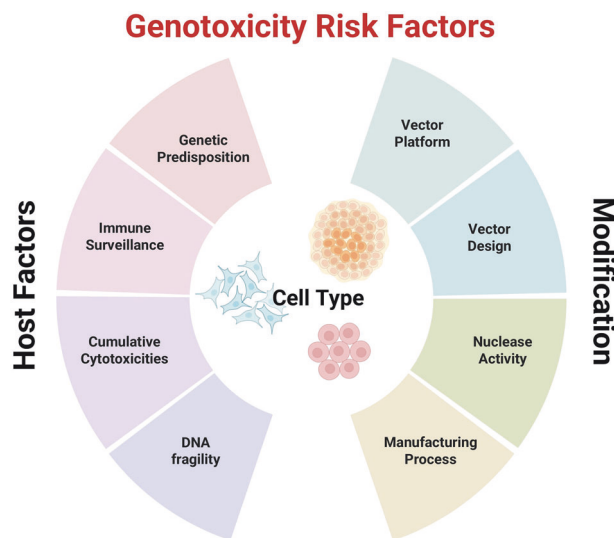 Genotoxicity Risk Factors
Host Factors
Genetic
Predisposition
Immune
Surveillance
Cumulative
Cytotoxicities
DNA
fragility
Cell Type
Vector
Platform
Vector
Design
Nuclease
Activity
Manufacturing
Process
Modification